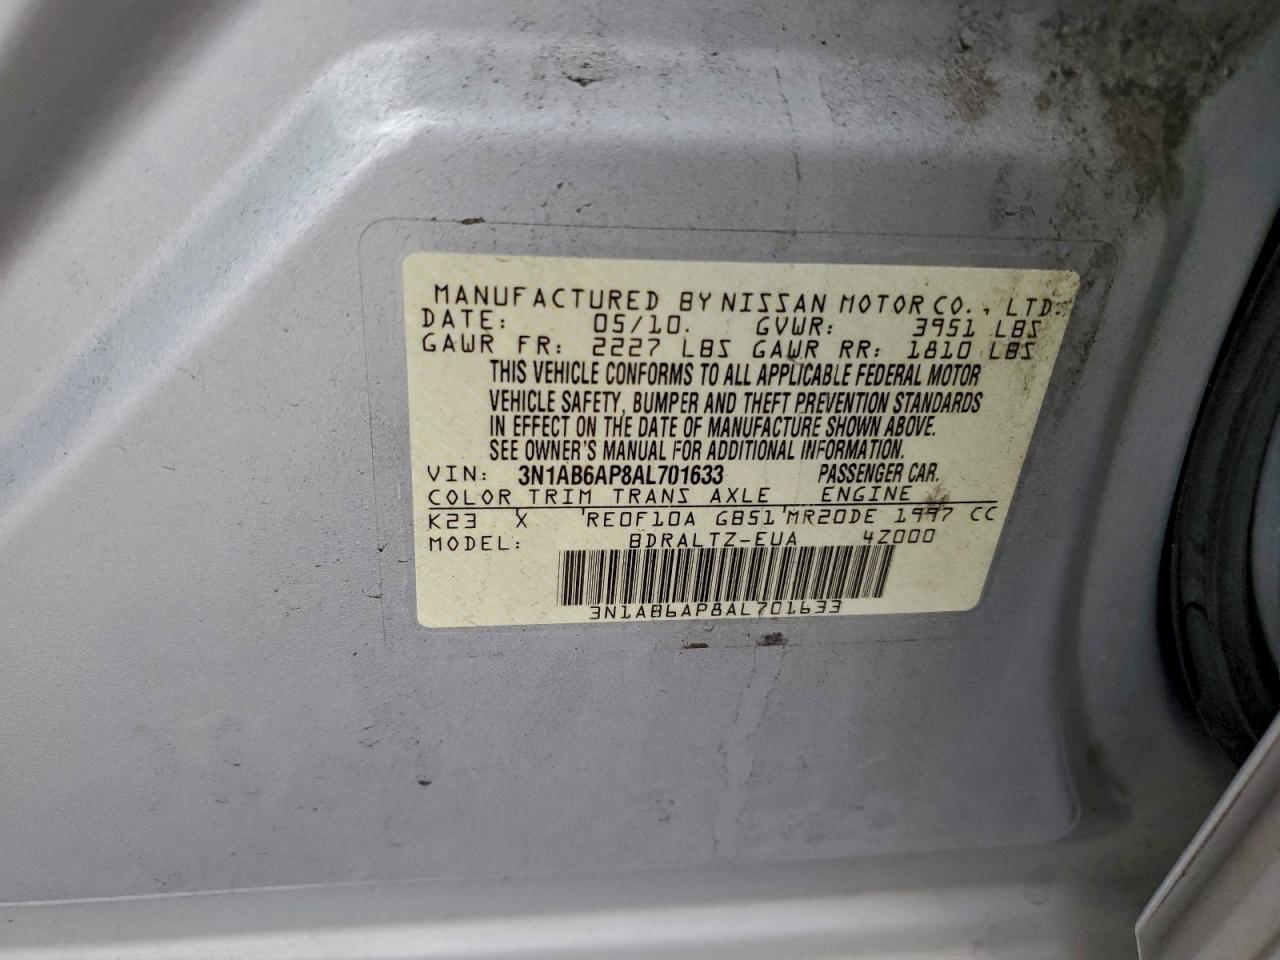 MANUFACTURED BY NISSAN MOTOR CO., LTD.
DATE: 05/10. GVWR: 3951 LBS
GAWR FR: 2227 LBS GAWR RR: 1810 LBS
THIS VEHICLE CONFORMS TO ALL APPLICABLE FEDERAL MOTOR
VEHICLE SAFETY, BUMPER AND THEFT PREVENTION STANDARDS
IN EFFECT ON THE DATE OF MANUFACTURE SHOWN ABOVE.
SEE OWNER'S MANUAL FOR ADDITIONAL INFORMATION.
VIN: 3N1AB6AP8AL701633 PASSENGER CAR.
COLOR TRIM TRANS AXLE ENGINE
K23 X RE0F10A GB51 MR20DE 1997 CC
MODEL: BDRALTZ-EUA 4Z000
3N1AB6AP8AL701633